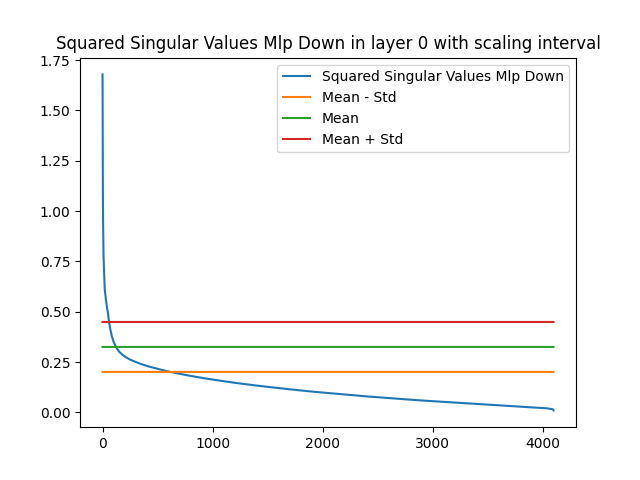 Squared Singular Values Mlp Down in layer 0 with scaling interval
1.75
1.50
1.25
1.00
0.75
0.50
0.25
0.00
Squared Singular Values Mlp Down
Mean - Std
Mean
Mean + Std
0 1000 2000 3000 4000